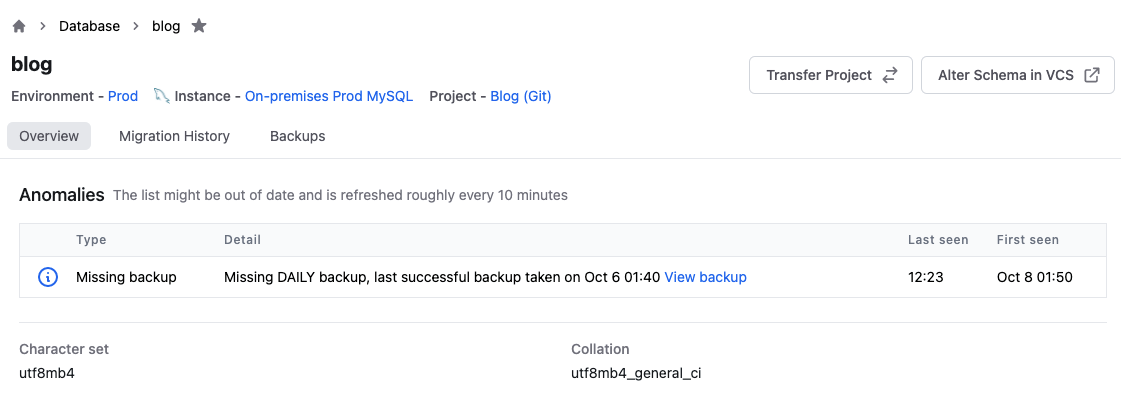 Database blog
blog
Transfer Project
Alter Schema in VCS
Environment - Prod Instance - On-premises Prod MySQL Project - Blog (Git)
Overview Migration History Backups
Anomalies The list might be out of date and is refreshed roughly every 10 minutes
Type Detail Last seen First seen
Missing backup Missing DAILY backup, last successful backup taken on Oct 6 01:40 View backup 12:23 Oct 8 01:50
Character set Collation
utf8mb4 utf8mb4_general_ci